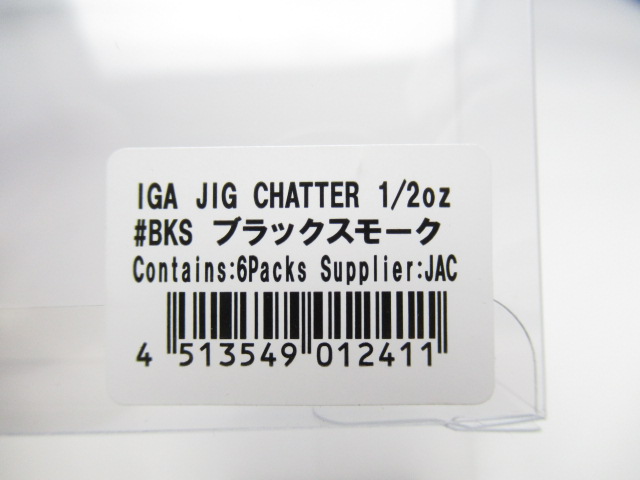 IGA JIG CHATTER 1/2oz
#BKS ブラックスモーク
Contains:6Packs Supplier:JAC
4 513549 012411